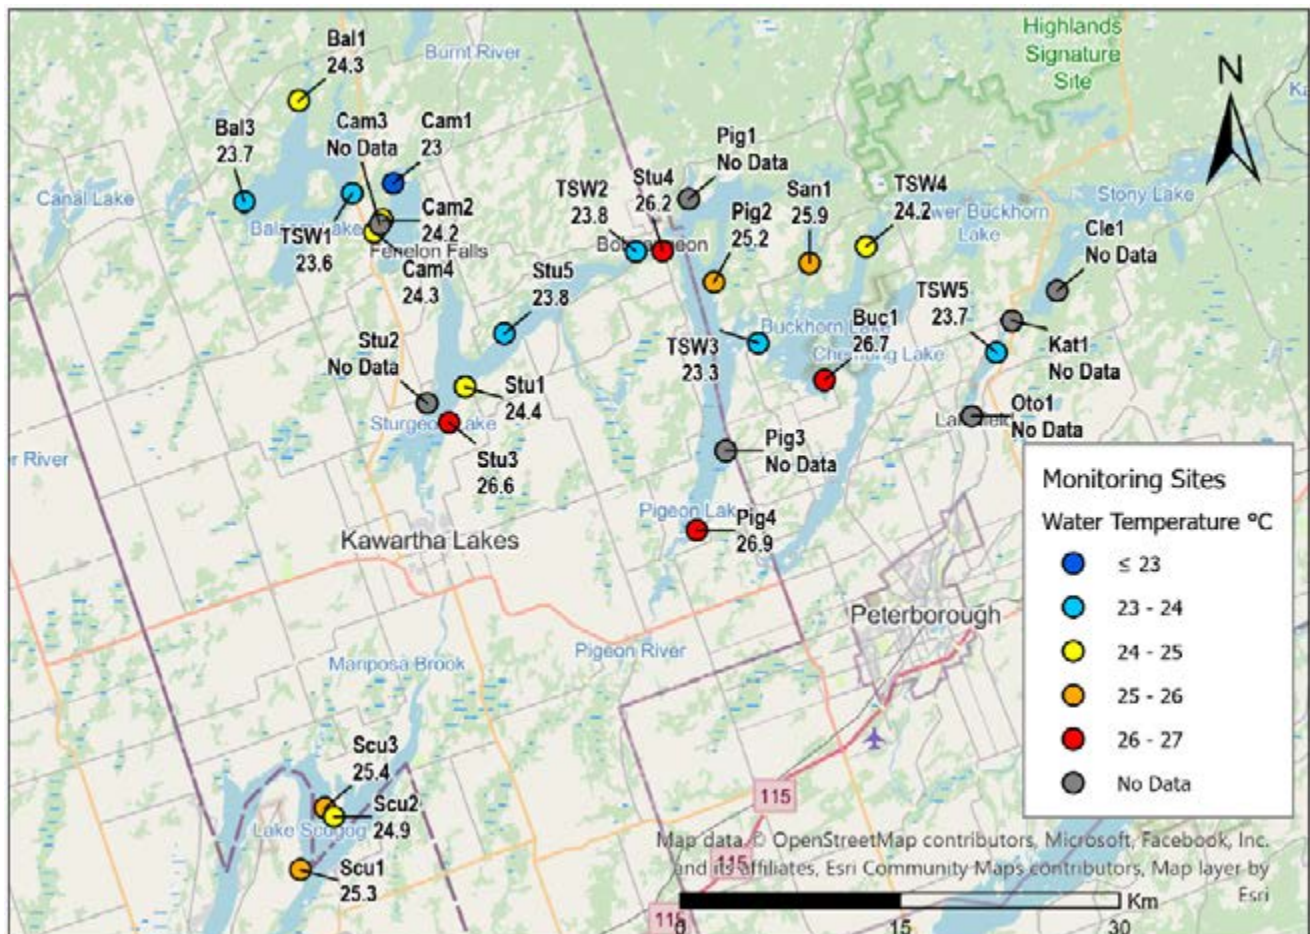 Highlands
Signature
Site
N
Burnt River
Bal1
24.3
Cam3
No Data
Cam1
23
Bal3
23.7
Canal Lake
TSW1
23.6
Cam2
24.2
Fenelon Falls
Cam4
24.3
TSW2
23.8
Stu4
26.2
Pig1
No Data
Pig2
25.2
San1
25.9
TSW4
24.2
Stony Lake
Lake
Cle1
No Data
Stu5
23.8
Stu2
No Data
Stu1
24.4
Stu3
26.6
TSW3
23.3
Buckhorn Lake
Buc1
26.7
TSW5
23.7
Kat1
No Data
Oto1
No Data
Pig3
No Data
Pig4
26.9
River
Kawartha Lakes
Peterborough
Pigeon River
Mariposa Brook
Scu3
25.4
Scu2
24.9
Scu1
25.3
Monitoring Sites
Water Temperature °C
≤ 23
23 - 24
24 - 25
25 - 26
26 - 27
No Data
115
115
Map data © OpenStreetMap contributors, Microsoft, Facebook, Inc.
and its affiliates, Esri Community Maps contributors, Map layer by
Esri
Km
0
15
30